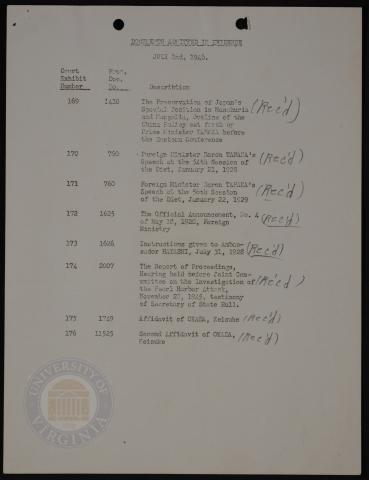 DOCUMENTS ADMITTED IN EVIDENCE
JULY 2nd, 1946.
Court Exhibit Number
Pros. Doc. No.
Description
169 1430 The Preservation of Japan's (Rec'd)
Special Position in Manchuria
and Mongolia, Outline of the
China Policy set forth by
Prime Minister TANAKA before
the Eastern Conference
170 750 Foreign Minister Baron TANAKA's (Rec'd)
Speech at the 54th Session of
the Diet, January 21, 1928
171 760 Foreign Minister Baron TANAKA's (Rec'd)
Speech at the 56th Session
of the Diet, January 22, 1929
172 1625 The Official Announcement, No. 4 (Rec'd)
of May 18, 1928, Foreign
Ministry
173 1626 Instructions given to Ambas- (Rec'd)
sador HAYASHI, July 31, 1928
174 2007 The Report of Proceedings,
Hearing held before Joint Com-
mittee on the Investigation of (Rec'd)
the Pearl Harbor Attack,
November 23, 1945, testimony
of Secretary of State Hull.
175 1749 Affidavit of OKADA, Keisuke (Rec'd)
176 11525 Second Affidavit of OKADA, (Rec'd)
Keisuke
UNIVERSITY OF VIRGINIA